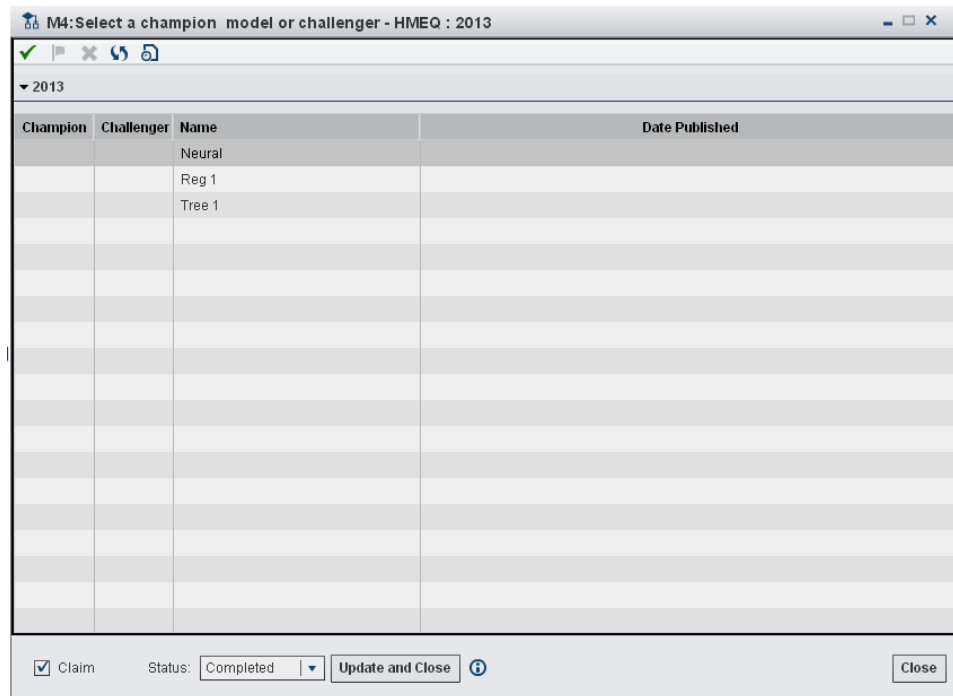 M4:Select a champion model or challenger - HMEQ : 2013
2013
Champion Challenger Name Date Published
Neural
Reg 1
Tree 1
Claim Status: Completed Update and Close Close